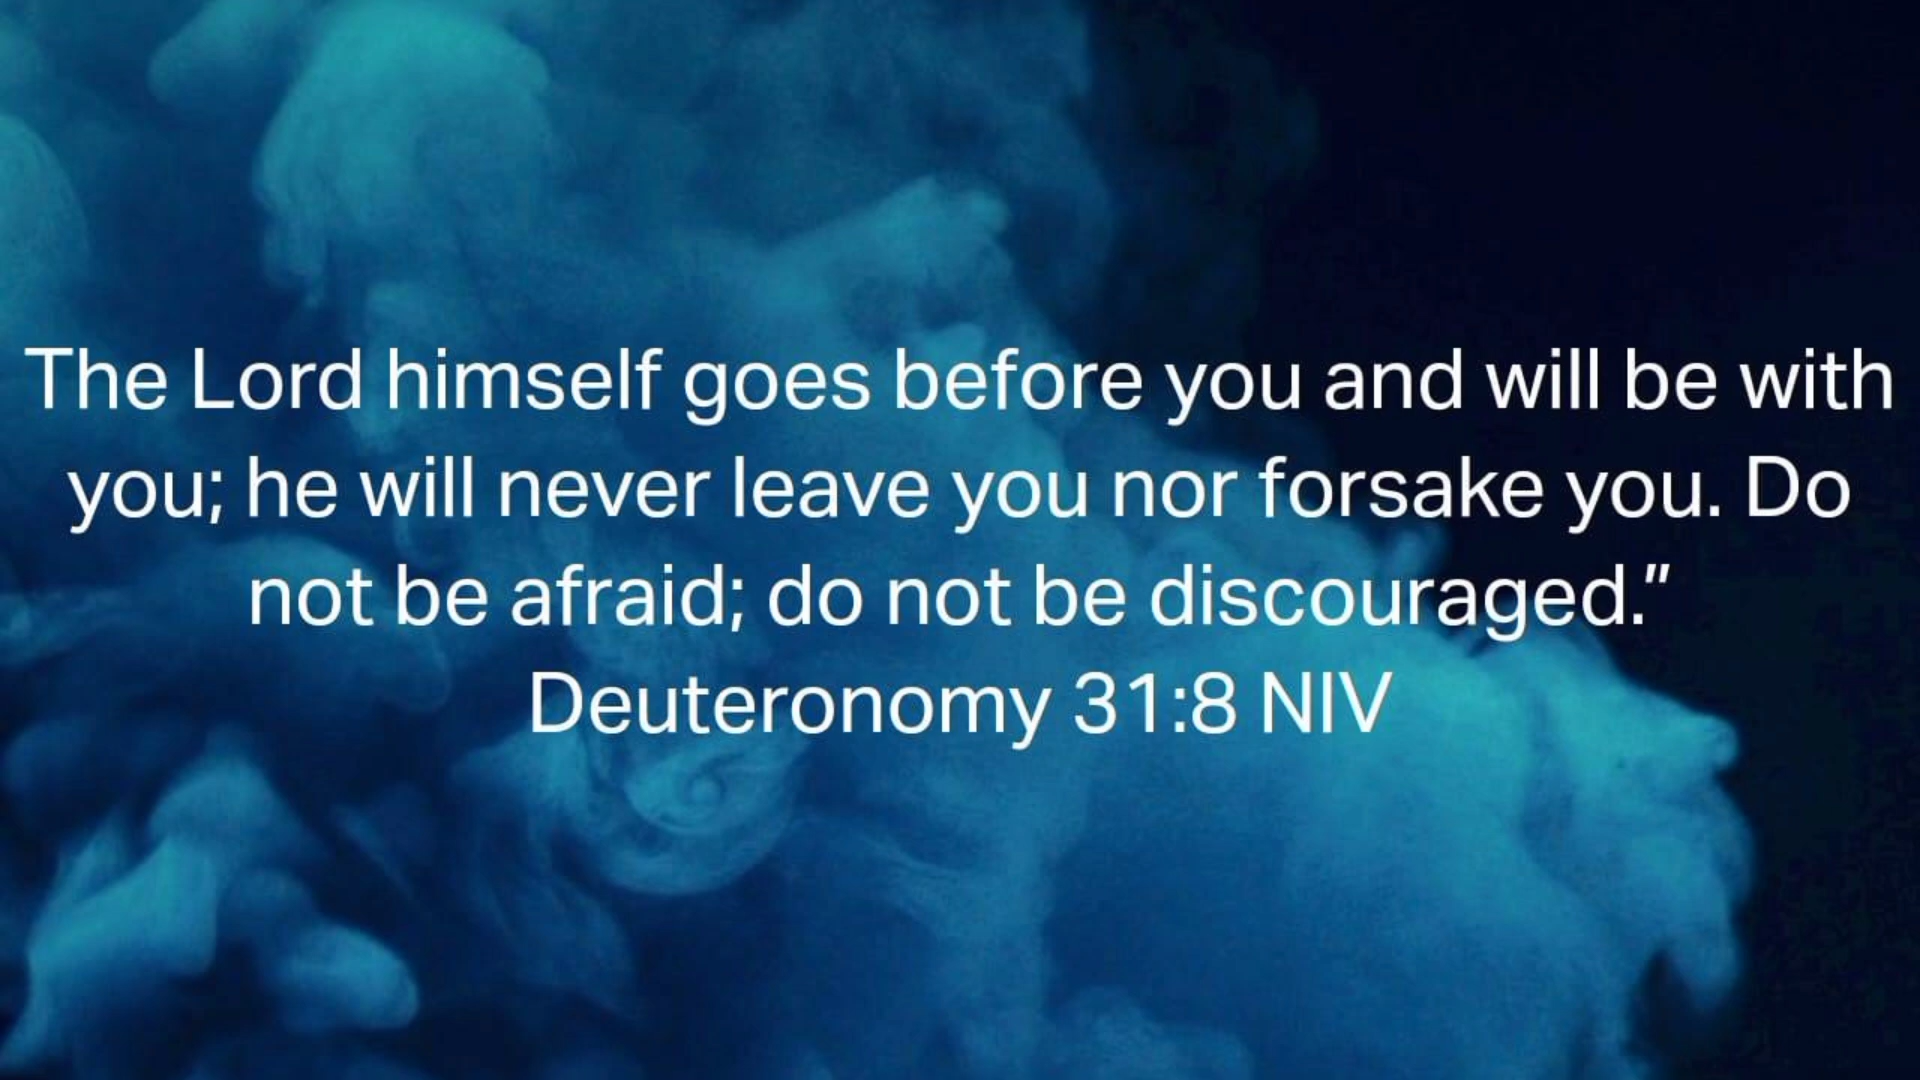 The Lord himself goes before you and will be with
you; he will never leave you nor forsake you. Do
not be afraid; do not be discouraged.”
Deuteronomy 31:8 NIV